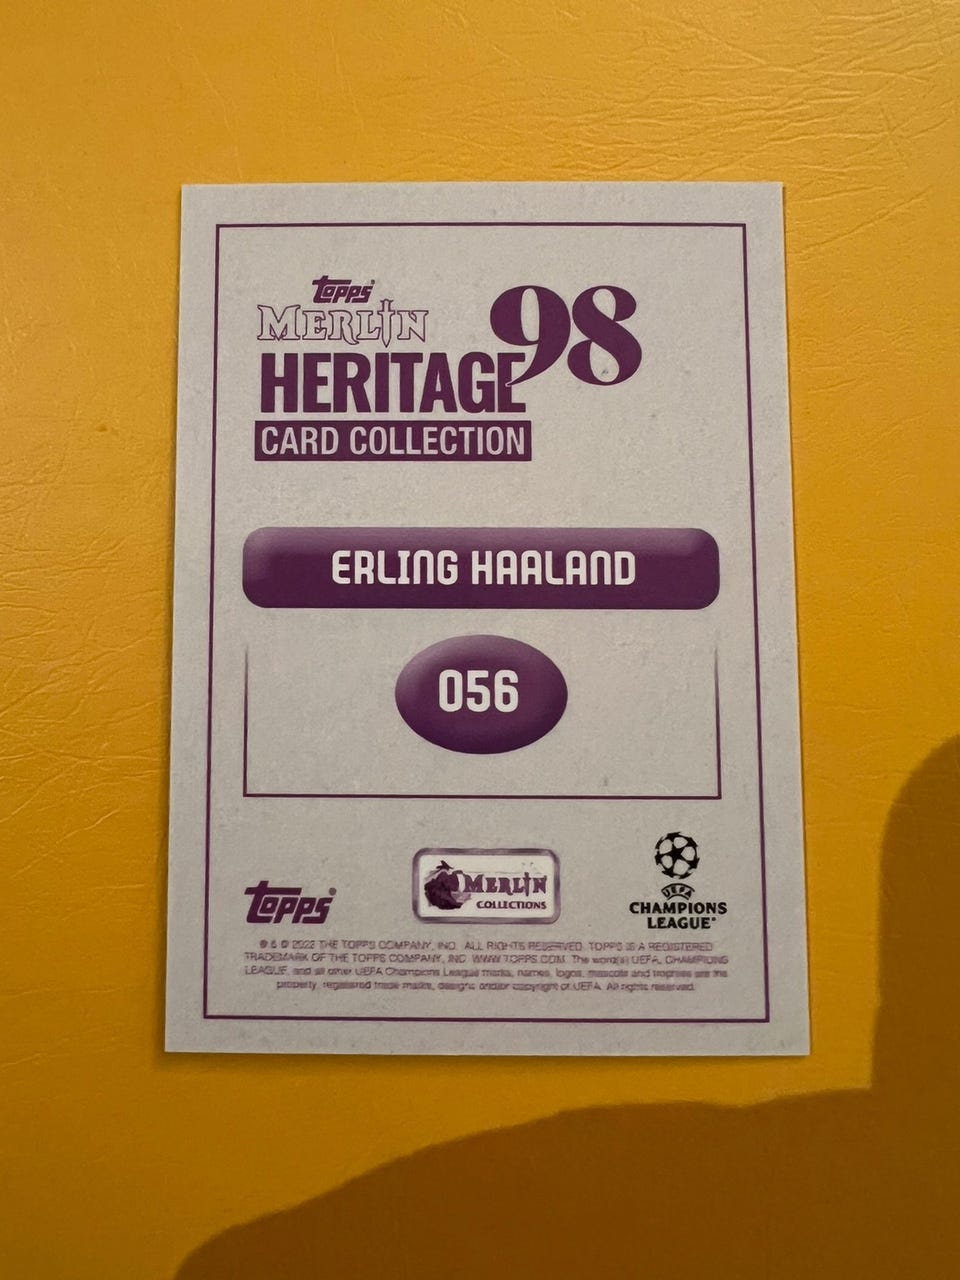 Topps
MERLIN
98
HERITAGE
CARD COLLECTION
ERLING HAALAND
056
Topps
MERLIN
COLLECTIONS
UEFA
CHAMPIONS
LEAGUE®
® & © 2022 THE TOPPS COMPANY, INC. ALL RIGHTS RESERVED. TOPPS IS A REGISTERED
TRADEMARK OF THE TOPPS COMPANY, INC. WWW.TOPPS.COM. The word(s) UEFA, CHAMPIONS
LEAGUE, and all other UEFA Champions League marks, names, logos, mascots and trophies are the
property, registered trade marks, designs and/or copyright of UEFA. All rights reserved.